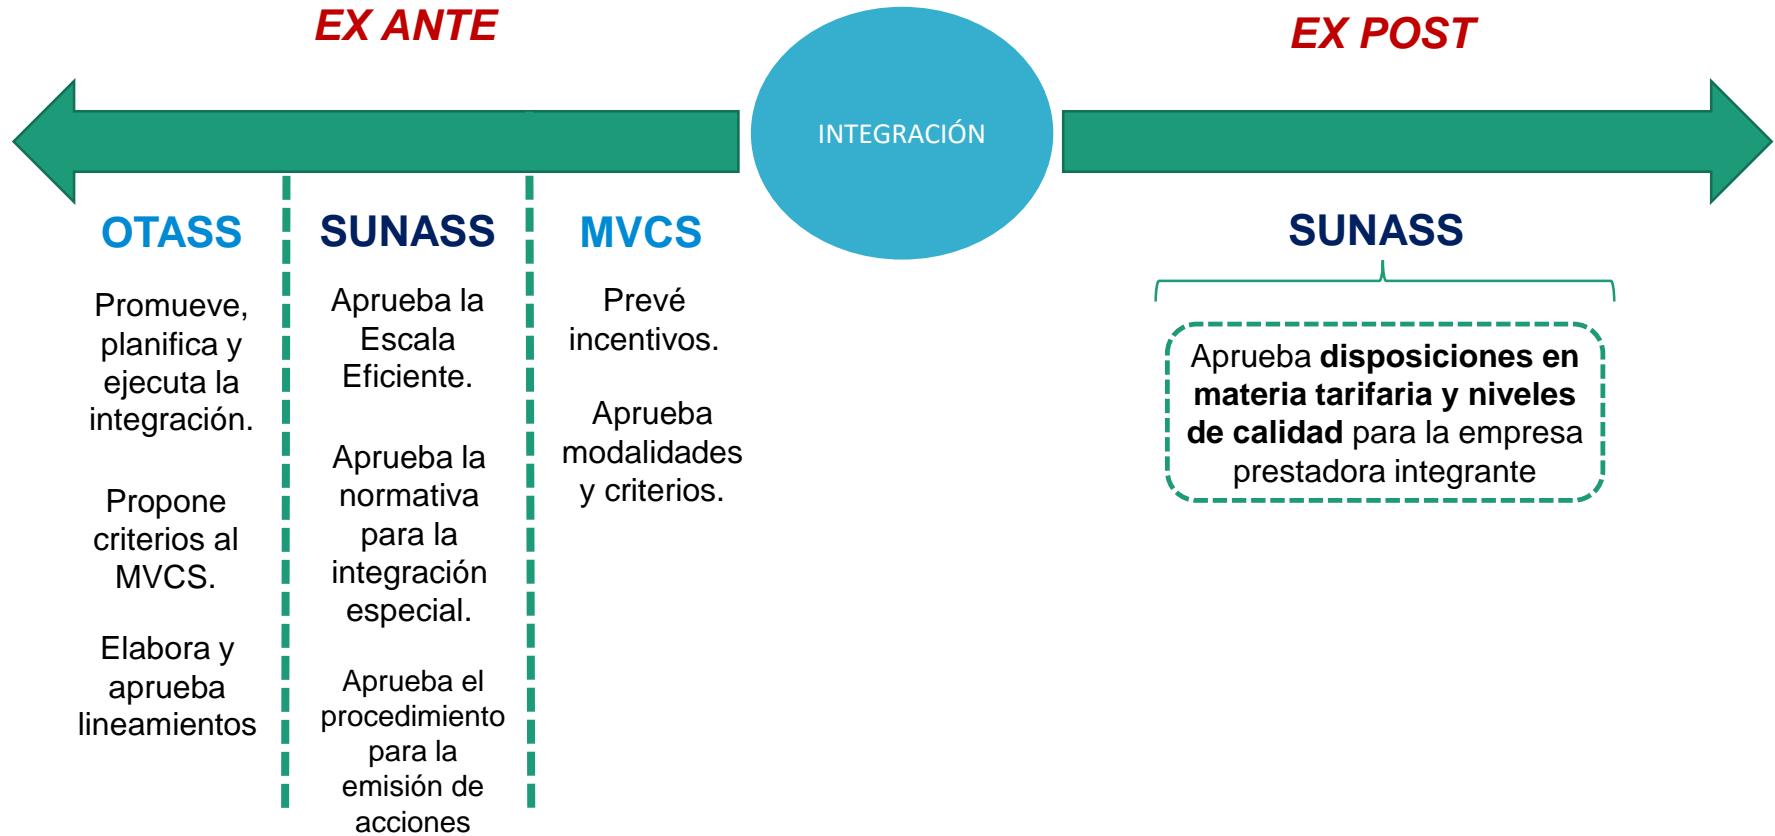 EX ANTE
EX POST
INTEGRACIÓN
OTASS
Promueve,
planifica y
ejecuta la
integración.
Propone
criterios al
MVCS.
Elabora y
aprueba
lineamientos
SUNASS
Aprueba la
Escala
Eficiente.
Aprueba la
normativa
para la
integración
especial.
Aprueba el
procedimiento
para la
emisión de
acciones
MVCS
Prevé
incentivos.
Aprueba
modalidades
y criterios.
SUNASS
Aprueba disposiciones en
materia tarifaria y niveles
de calidad para la empresa
prestadora integrante